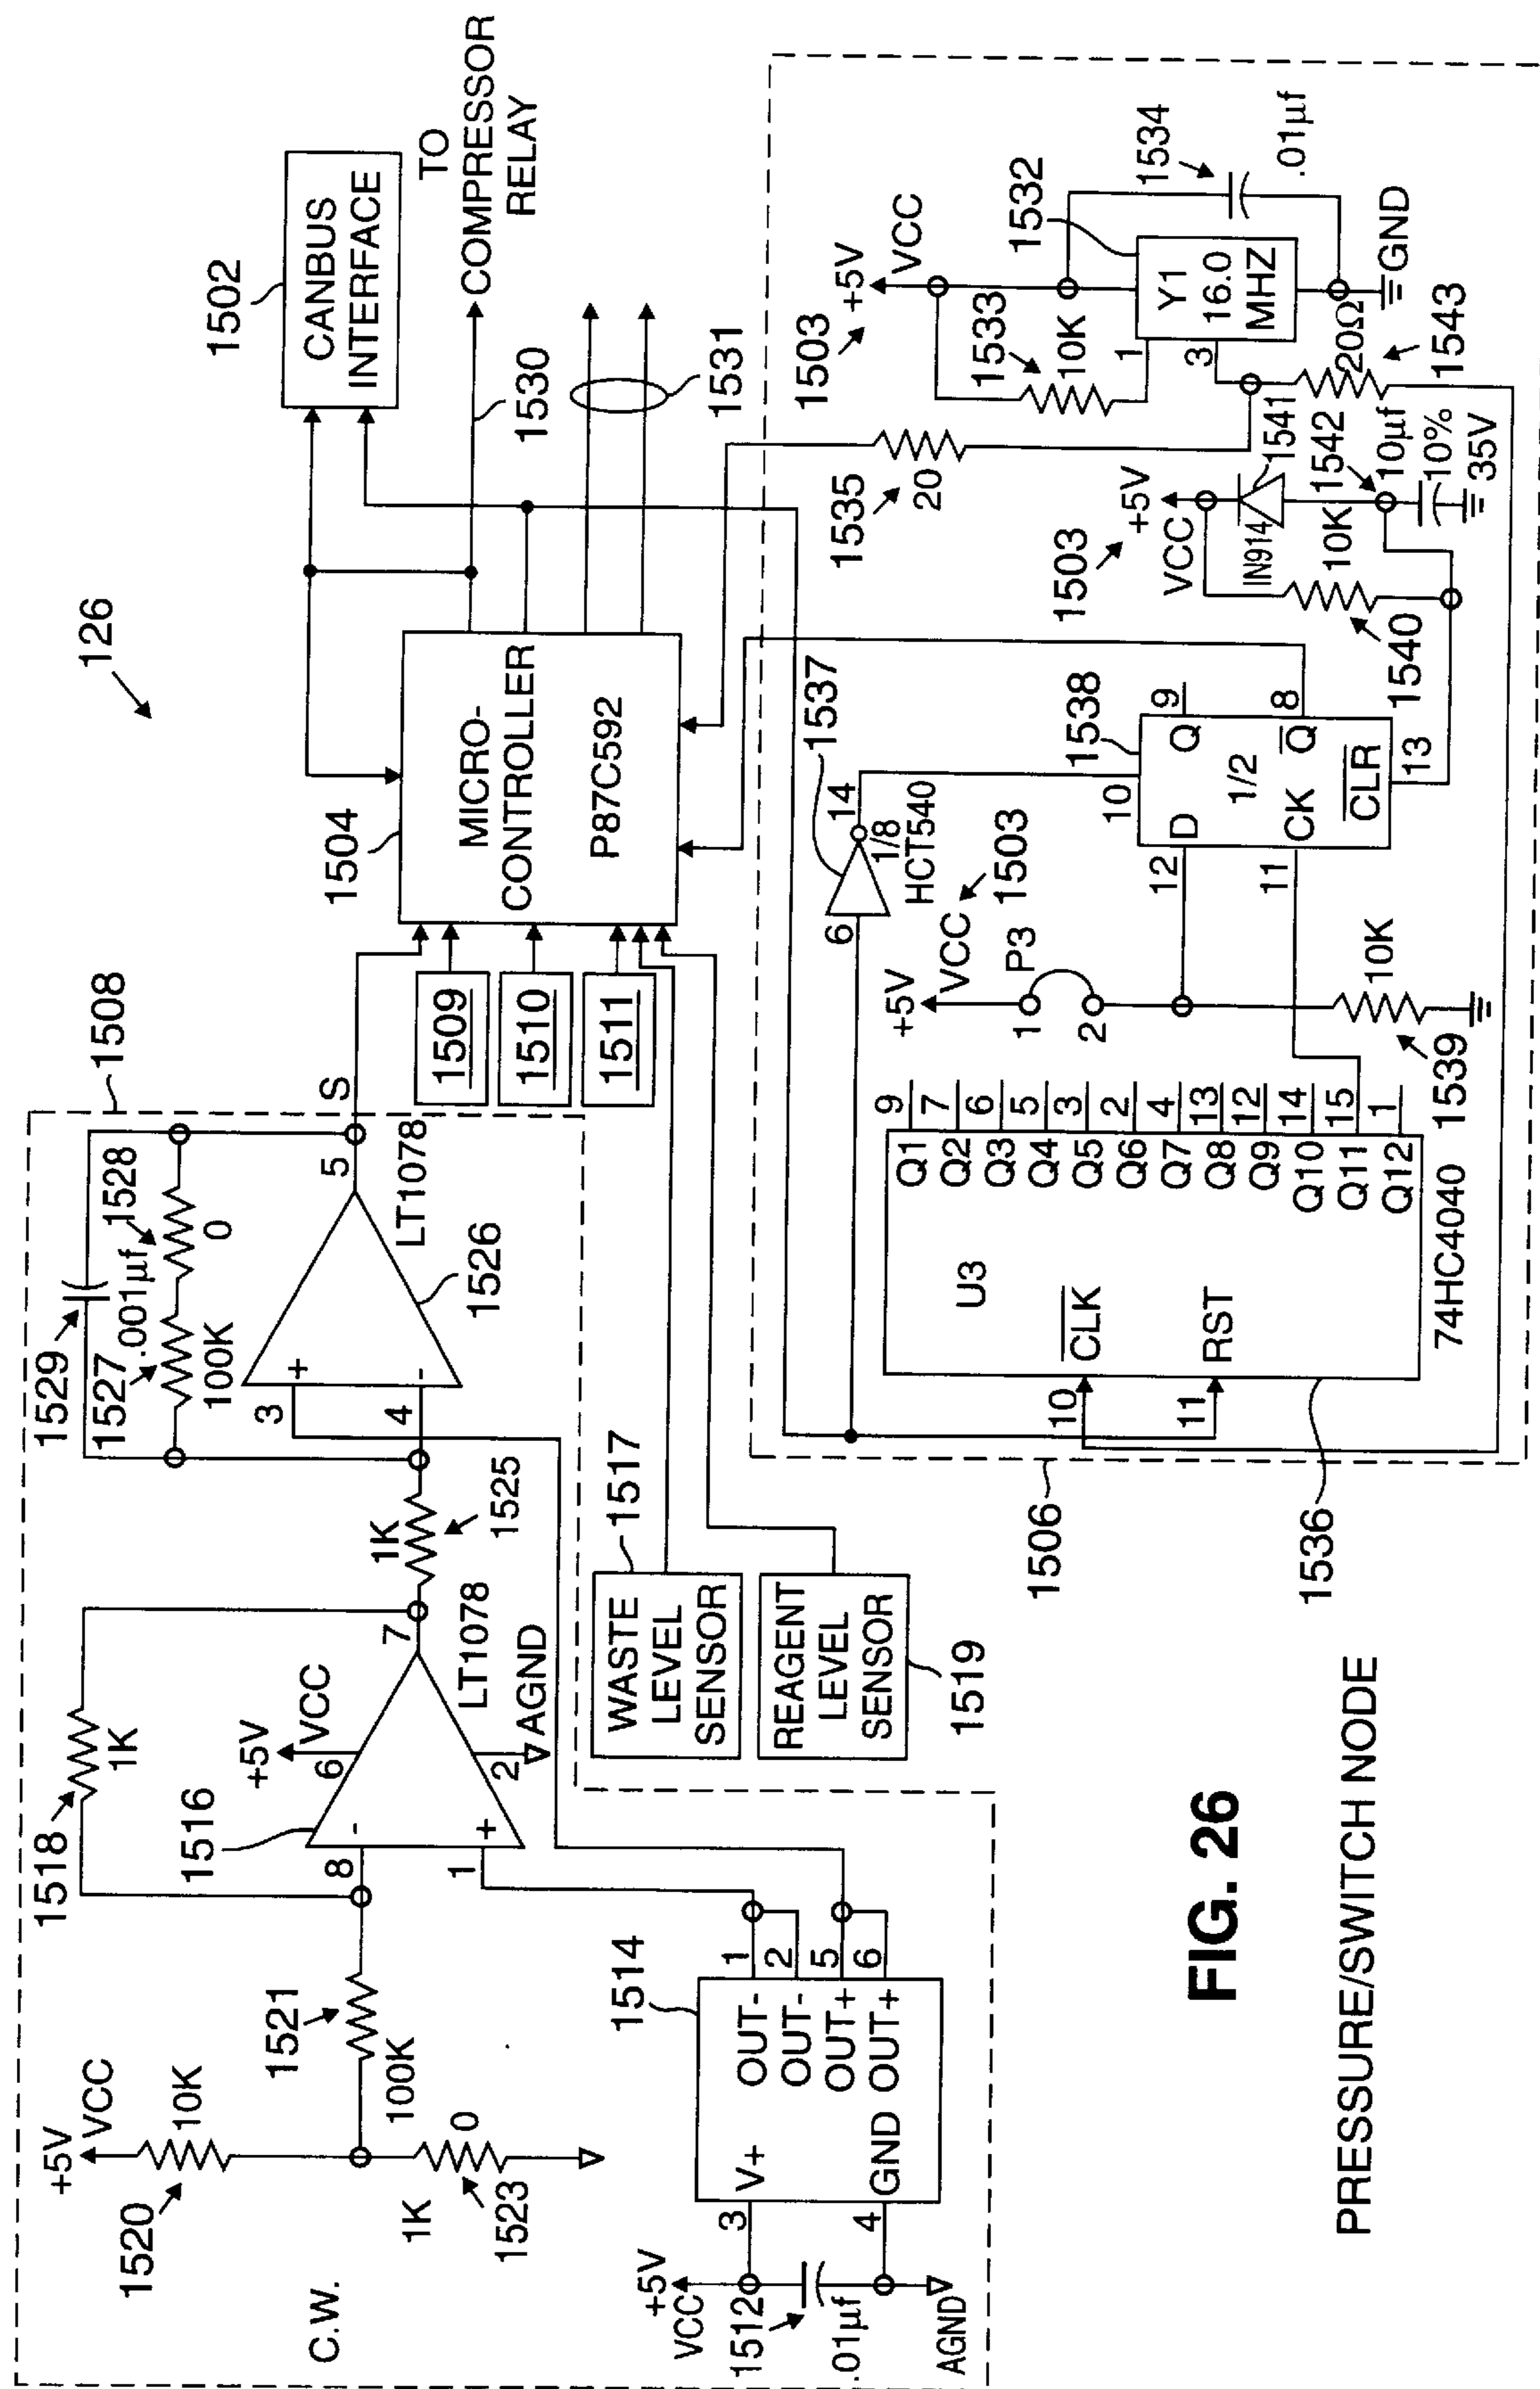 126
1508
1529
1527
.001µf
1528
100K
0
3
4
+
-
5
S
LT1078
1526
1518
1K
+5V
VCC
6
1516
-
+
8
1
7
2
LT1078
AGND
1K
1525
+5V
VCC
10K
1520
1521
100K
1K
0
1523
C.W.
1514
V+
OUT-
OUT-
OUT+
GND OUT+
1
2
5
6
3
4
+5V
VCC
1512
.01µf
AGND
1517
WASTE
LEVEL
SENSOR
REAGENT
LEVEL
SENSOR
1519
1509
1510
1511
1504
MICRO-
CONTROLLER
P87C592
1502
CANBUS
INTERFACE
TO
COMPRESSOR
RELAY
1530
1531
1506
1536
U3
CLK
RST
10
11
Q1
Q2
Q3
Q4
Q5
Q6
Q7
Q8
Q9
Q10
Q11
Q12
9
7
6
5
3
2
4
13
12
14
15
1
74HC4040
+5V
VCC
1503
P3
1
2
10K
1539
1537
6
14
1/8
HCT540
1538
10
D
Q
9
1/2
CK
Q
8
CLR
12
11
13
1503
+5V
VCC
IN914
1541
10K
1540
1542
10µf
10%
35V
1535
20
1503
+5V
VCC
1533
10K
1532
Y1
16.0
MHZ
1
3
1534
.01µf
GND
20Ω
1543
FIG. 26
PRESSURE/SWITCH NODE